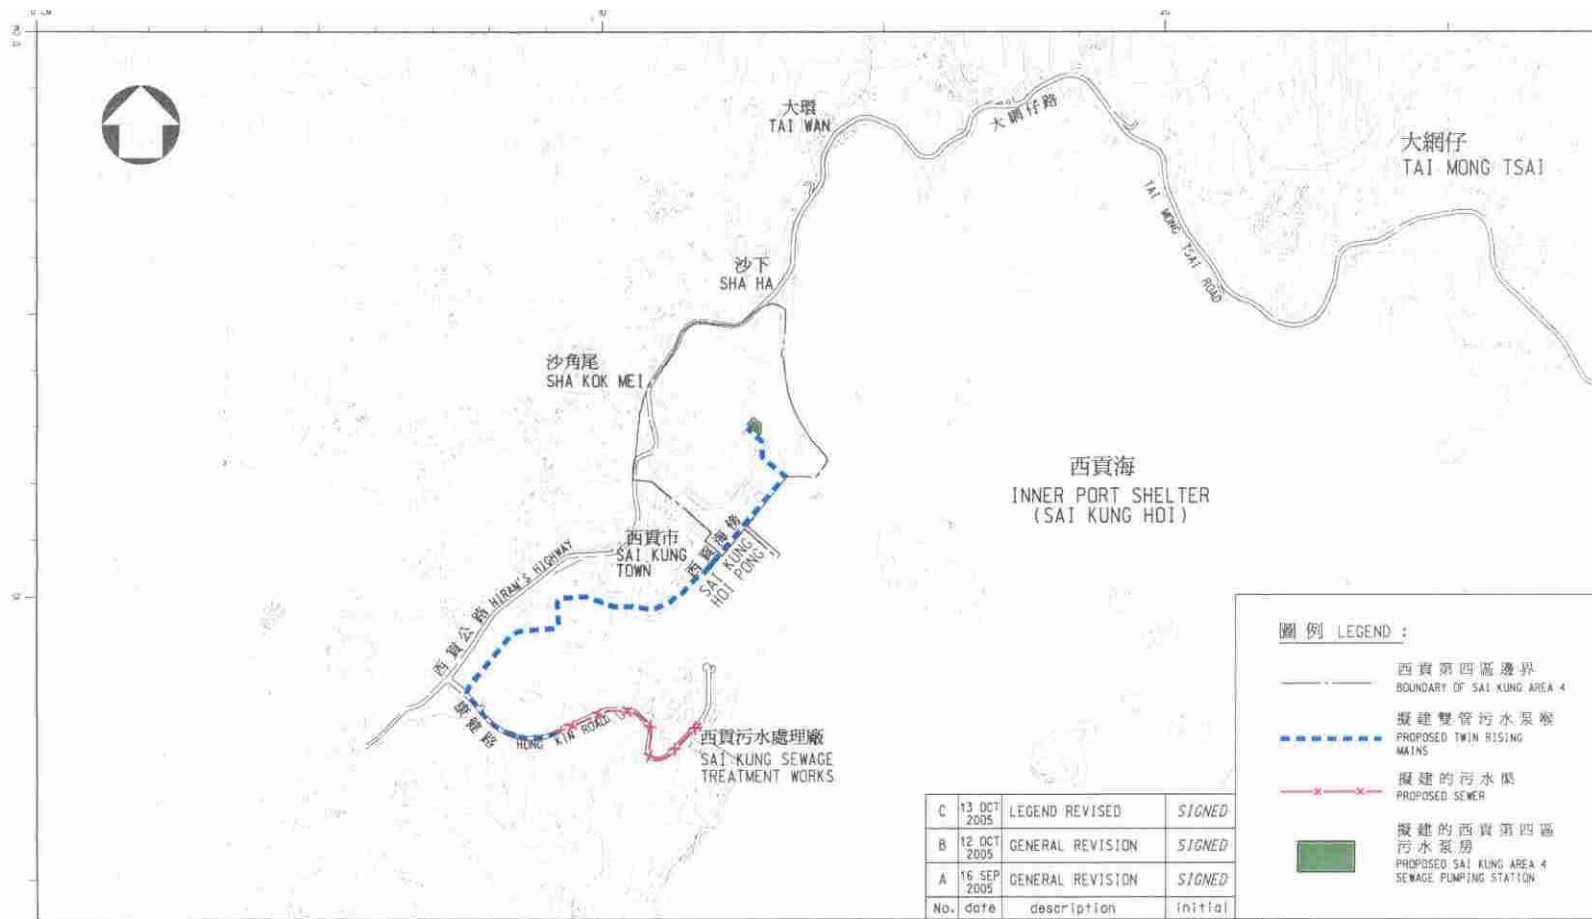 大環
TAI WAN
大網仔路
大網仔
TAI MONG TSAI
TAI MONG TSAI ROAD
沙下
SHA HA
沙角尾
SHA KOK MEI
西貢海
INNER PORT SHELTER
(SAI KUNG HOI)
西貢市
SAI KUNG
TOWN
西貢海傍
SAI KUNG
HOI PONG
西貢公路 HIRAM'S HIGHWAY
康健路
HONG KIN ROAD
西貢污水處理廠
SAI KUNG SEWAGE
TREATMENT WORKS
圖例 LEGEND :
西貢第四區邊界
BOUNDARY OF SAI KUNG AREA 4
擬建雙管污水泵喉
PROPOSED TWIN RISING
MAINS
擬建的污水渠
PROPOSED SEWER
擬建的西貢第四區
污水泵房
PROPOSED SAI KUNG AREA 4
SEWAGE PUMPING STATION
C 13 OCT 2005 LEGEND REVISED SIGNED
B 12 OCT 2005 GENERAL REVISION SIGNED
A 16 SEP 2005 GENERAL REVISION SIGNED
No. date description initial